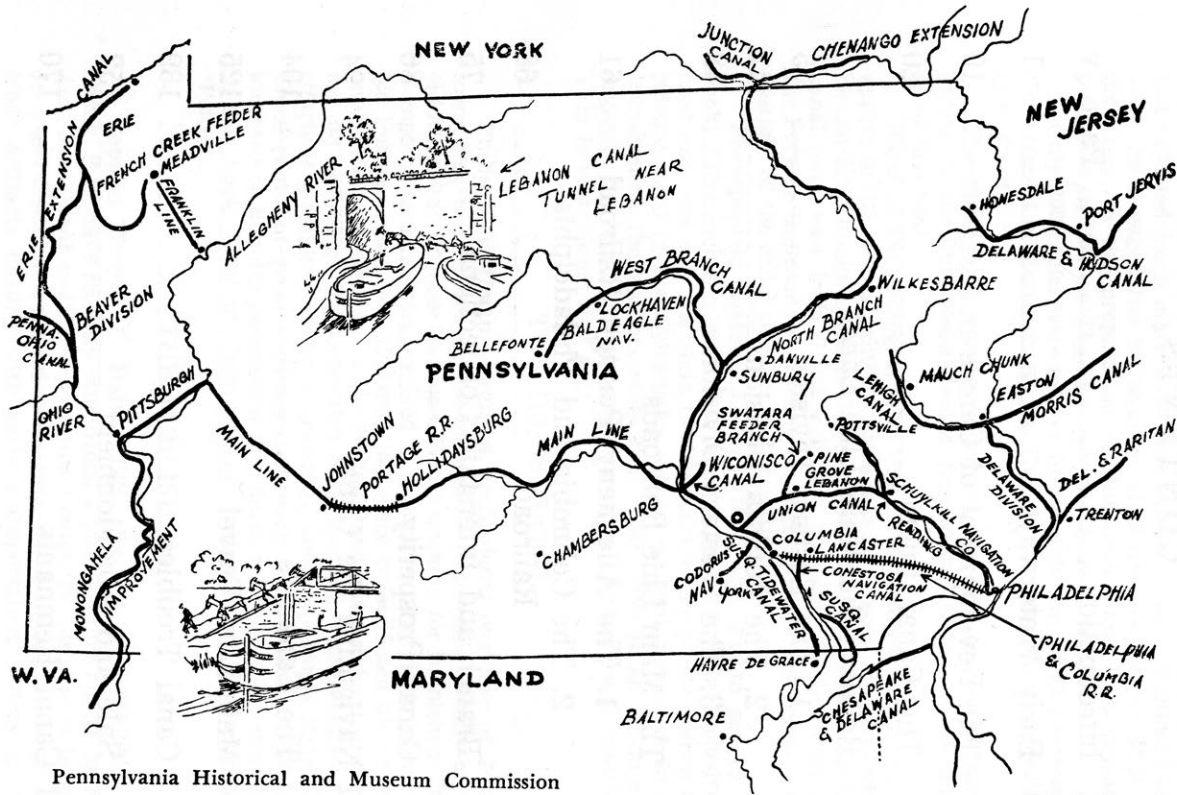 NEW YORK
JUNCTION
CANAL
CHENANGO EXTENSION
NEW
JERSEY
ERIE EXTENSION CANAL
ERIE
FRENCH CREEK FEEDER
MEADVILLE
FRANKLIN
LINE
ALLEGHENY RIVER
LEBANON CANAL
TUNNEL NEAR
LEBANON
HONESDALE
PORT JERVIS
DELAWARE & HUDSON
CANAL
BEAVER
DIVISION
PENNA
OHIO
CANAL
WEST BRANCH
CANAL
LOCKHAVEN
BALD EAGLE
NAV.
BELLEFONTE
WILKESBARRE
NORTH BRANCH
CANAL
DANVILLE
SUNBURY
PENNSYLVANIA
MAUCH CHUNK
LEHIGH
CANAL
EASTON
MORRIS CANAL
OHIO
RIVER
PITTSBURGH
MAIN LINE
JOHNSTOWN
PORTAGE R.R.
HOLLIDAYSBURG
MAIN LINE
SWATARA
FEEDER
BRANCH
POTTSVILLE
WICONISCO
CANAL
PINE
GROVE
LEBANON
UNION CANAL
SCHUYLKILL NAVIGATION
CO
READING
DELAWARE
DIVISION
DEL. & RARITAN
TRENTON
CHAMBERSBURG
COLUMBIA
LANCASTER
CODORUS
NAV
YORK
SUSQ. TIDEWATER
CANAL
CONESTOGA
NAVIGATION
CANAL
SUSQ.
CANAL
PHILADELPHIA
PHILADELPHIA
& COLUMBIA
R.R.
MONONGAHELA
IMPROVEMENT
W. VA.
MARYLAND
HAVRE DE GRACE
BALTIMORE
CHESAPEAKE
& DELAWARE
CANAL
Pennsylvania Historical and Museum Commission